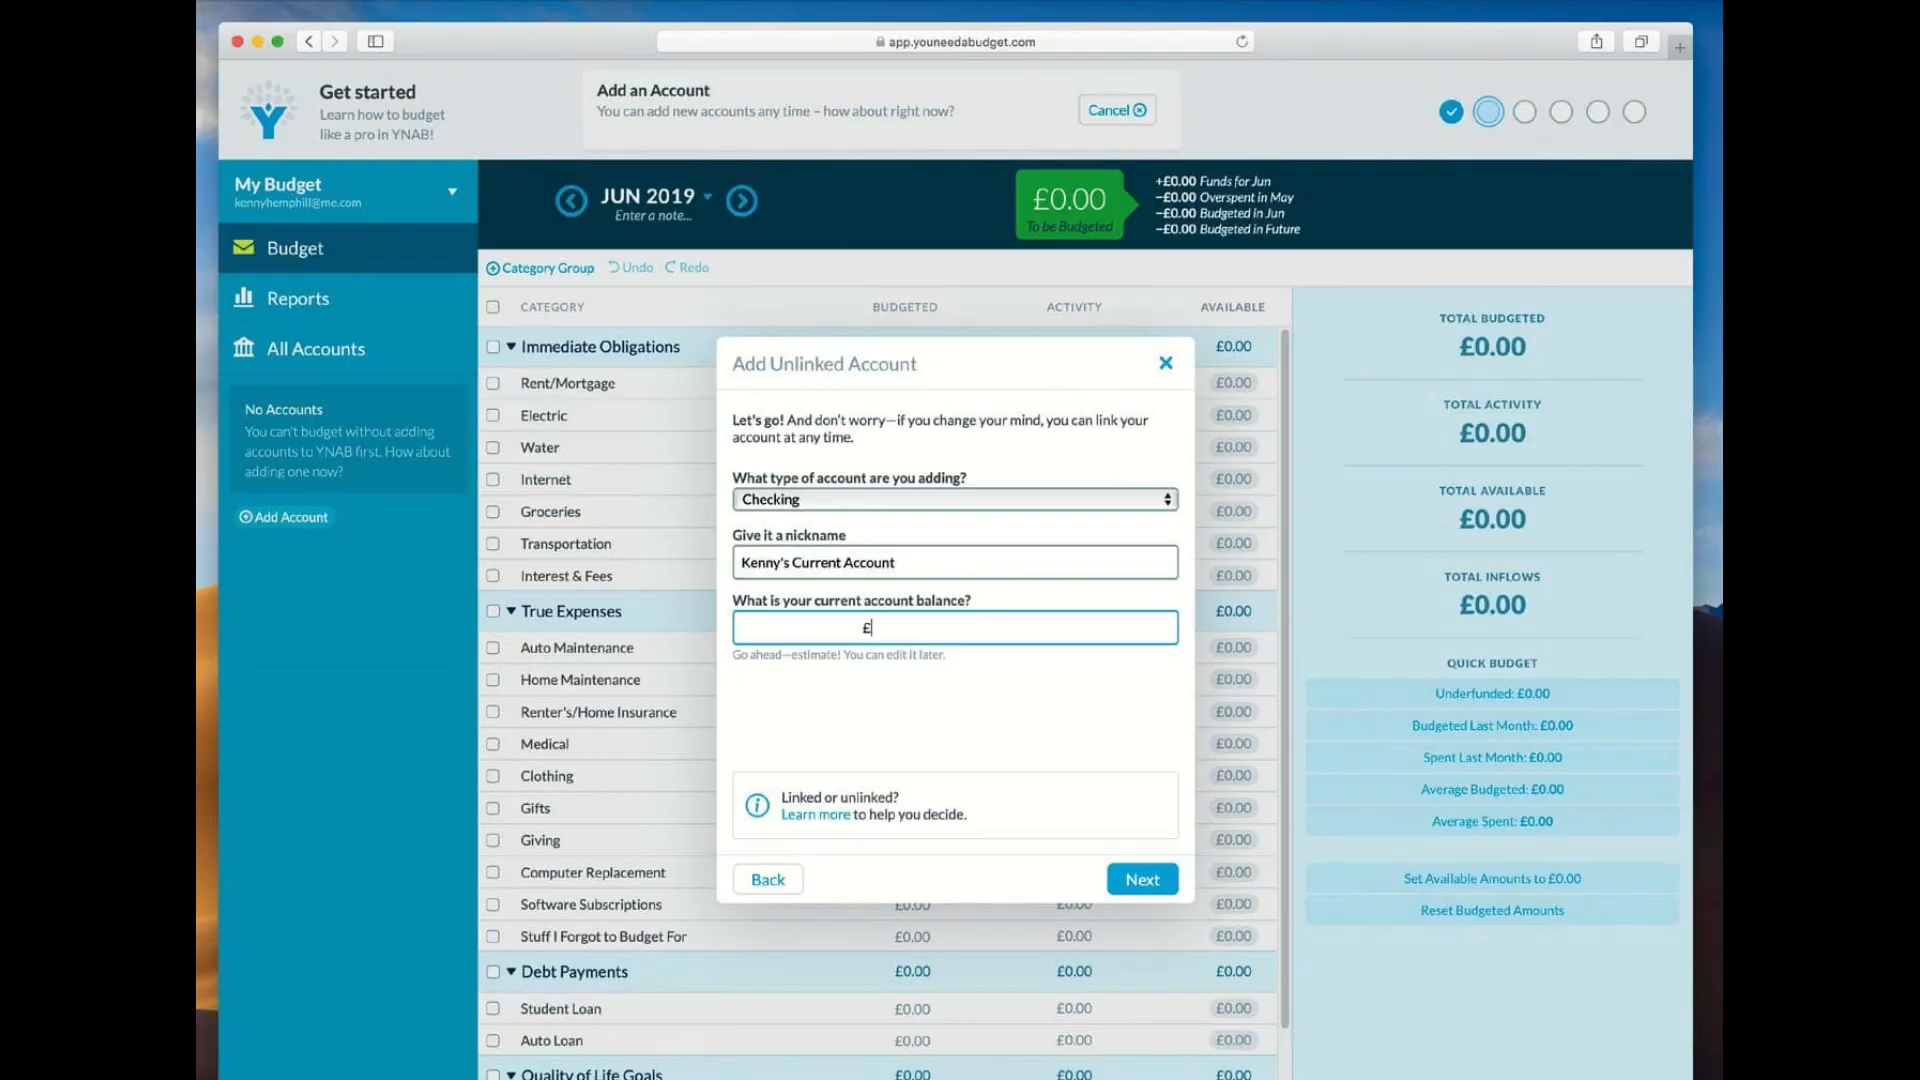 app.youneedabudget.com
Get started
Learn how to budget
like a pro in YNAB!
Add an Account
You can add new accounts any time – how about right now?
Cancel
My Budget
kennyhemphill@me.com
JUN 2019
Enter a note...
£0.00
To be Budgeted
+£0.00 Funds for Jun
−£0.00 Overspent in May
−£0.00 Budgeted in Jun
−£0.00 Budgeted in Future
Budget
Reports
All Accounts
No Accounts
You can't budget without adding
accounts to YNAB first. How about
adding one now?
Add Account
Category Group Undo Redo
CATEGORY BUDGETED ACTIVITY AVAILABLE
Immediate Obligations £0.00
Rent/Mortgage £0.00
Electric £0.00
Water £0.00
Internet £0.00
Groceries £0.00
Transportation £0.00
Interest & Fees £0.00
True Expenses £0.00
Auto Maintenance £0.00
Home Maintenance £0.00
Renter's/Home Insurance £0.00
Medical £0.00
Clothing £0.00
Gifts £0.00
Giving £0.00
Computer Replacement £0.00
Software Subscriptions £0.00 £0.00 £0.00
Stuff I Forgot to Budget For £0.00 £0.00 £0.00
Debt Payments £0.00 £0.00 £0.00
Student Loan £0.00 £0.00 £0.00
Auto Loan £0.00 £0.00 £0.00
Quality of Life Goals £0.00 £0.00 £0.00
Add Unlinked Account
Let's go! And don't worry—if you change your mind, you can link your
account at any time.
What type of account are you adding?
Checking
Give it a nickname
Kenny's Current Account
What is your current account balance?
£
Go ahead—estimate! You can edit it later.
Linked or unlinked?
Learn more to help you decide.
Back
Next
TOTAL BUDGETED
£0.00
TOTAL ACTIVITY
£0.00
TOTAL AVAILABLE
£0.00
TOTAL INFLOWS
£0.00
QUICK BUDGET
Underfunded: £0.00
Budgeted Last Month: £0.00
Spent Last Month: £0.00
Average Budgeted: £0.00
Average Spent: £0.00
Set Available Amounts to £0.00
Reset Budgeted Amounts